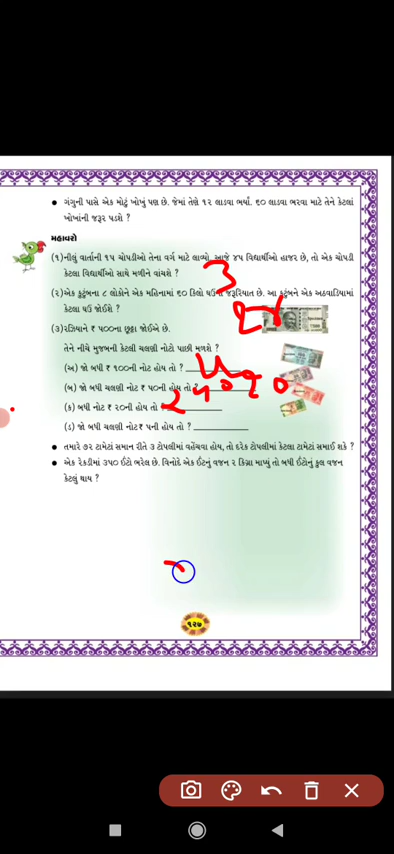 ● ગંગુની પાસે એક મોટું ખોખું પણ છે. જેમાં તેણે ૧૨ લાડવા ભર્યા. ૬૦ લાડવા ભરવા માટે તેને કેટલાં
ખોખાંની જરૂર પડશે ?
મહાવરો
(૧) નીલું વાર્તાની ૧૫ ચોપડીઓ તેના વર્ગ માટે લાવ્યો. આજે ૪૫ વિદ્યાર્થીઓ હાજર છે, તો એક ચોપડી
કેટલા વિદ્યાર્થીઓ સાથે મળીને વાંચશે ?
3
(૨) એક કુટુંબના ૮ લોકોને એક મહિનામાં ૬૦ કિલો ઘઉંની જરૂરિયાત છે. આ કુટુંબને એક અઠવાડિયામાં
કેટલા ઘઉં જોઈશે ?
(૩) રઝિયાને ₹ ૫૦૦ના છૂટ્ટા જોઈએ છે.
તેને નીચે મુજબની કેટલી ચલણી નોટો પાછી મળશે ?
(અ) જો બધી ₹ ૧૦૦ની નોટ હોય તો ?
(બ) જો બધી ચલણી નોટ ₹ ૫૦ની હોય તો ?
(ક) બધી નોટ ₹ ૨૦ની હોય તો
(ડ) જો બધી ચલણી નોટ ₹ ૫ની હોય તો ?
● તમારે ૭૨ ટામેટાં સમાન રીતે ૩ ટોપલીમાં વહેંચવા હોય, તો દરેક ટોપલીમાં કેટલા ટામેટાં સમાઈ શકે ?
● એક રેકડીમાં ૩૫૦ ઈંટો ભરેલ છે. વિનોદે એક ઈંટનું વજન ૨ કિગ્રા માપ્યું તો બધી ઈંટોનું કુલ વજન
કેટલું થાય ?
૧૨૭